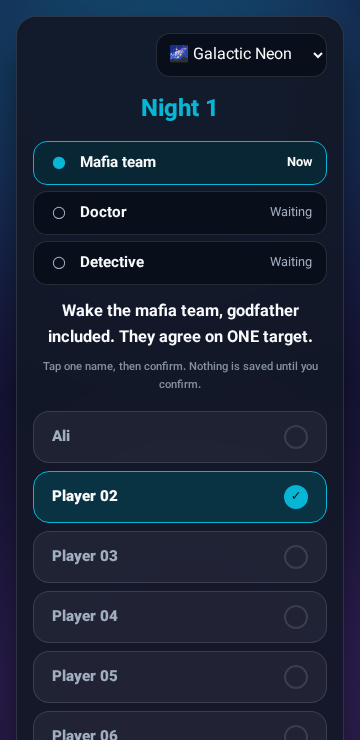 🌌 Galactic Neon
Night 1
Mafia team Now
Doctor Waiting
Detective Waiting
Wake the mafia team, godfather
included. They agree on ONE target.
Tap one name, then confirm. Nothing is saved until you
confirm.
Ali
Player 02 ✓
Player 03
Player 04
Player 05
Player 06